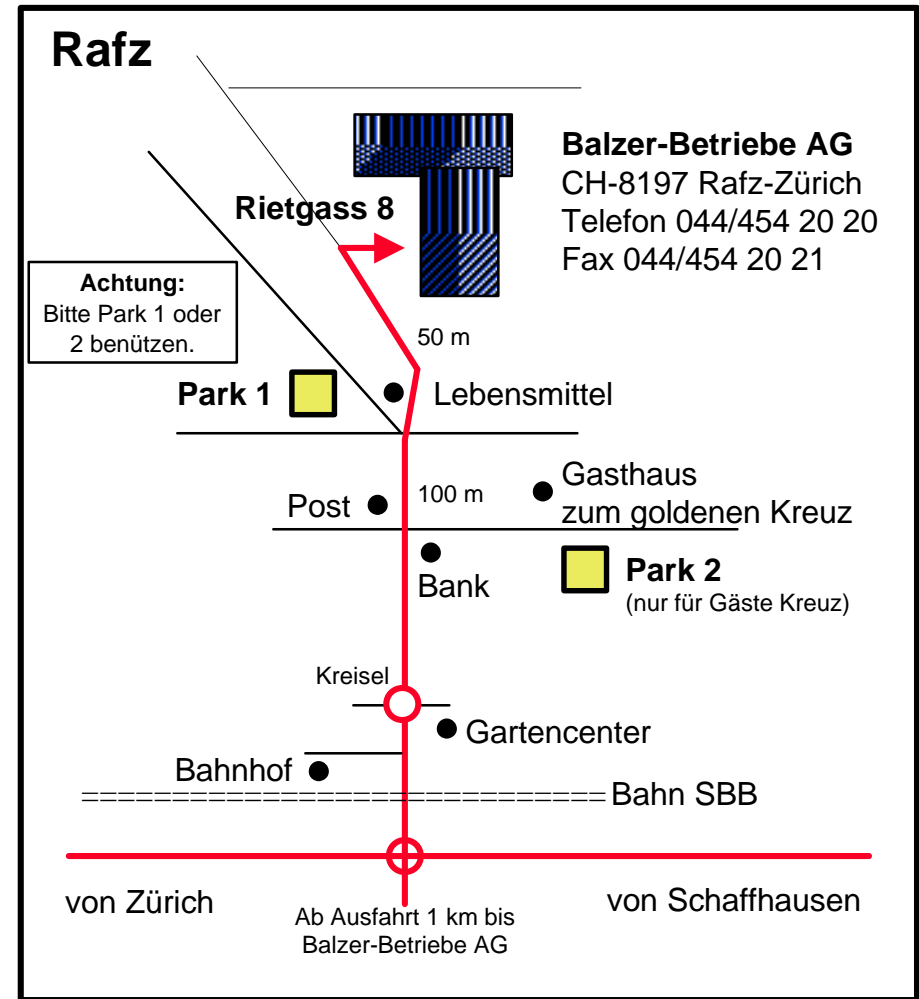 Rafz
Balzer-Betriebe AG
CH-8197 Rafz-Zürich
Telefon 044/454 20 20
Fax 044/454 20 21
Rietgass 8
Achtung:
Bitte Park 1 oder
2 benützen.
50 m
Park 1
Lebensmittel
Post
100 m
Gasthaus
zum goldenen Kreuz
Bank
Park 2
(nur für Gäste Kreuz)
Kreisel
Gartencenter
Bahnhof
Bahn SBB
von Zürich
von Schaffhausen
Ab Ausfahrt 1 km bis
Balzer-Betriebe AG